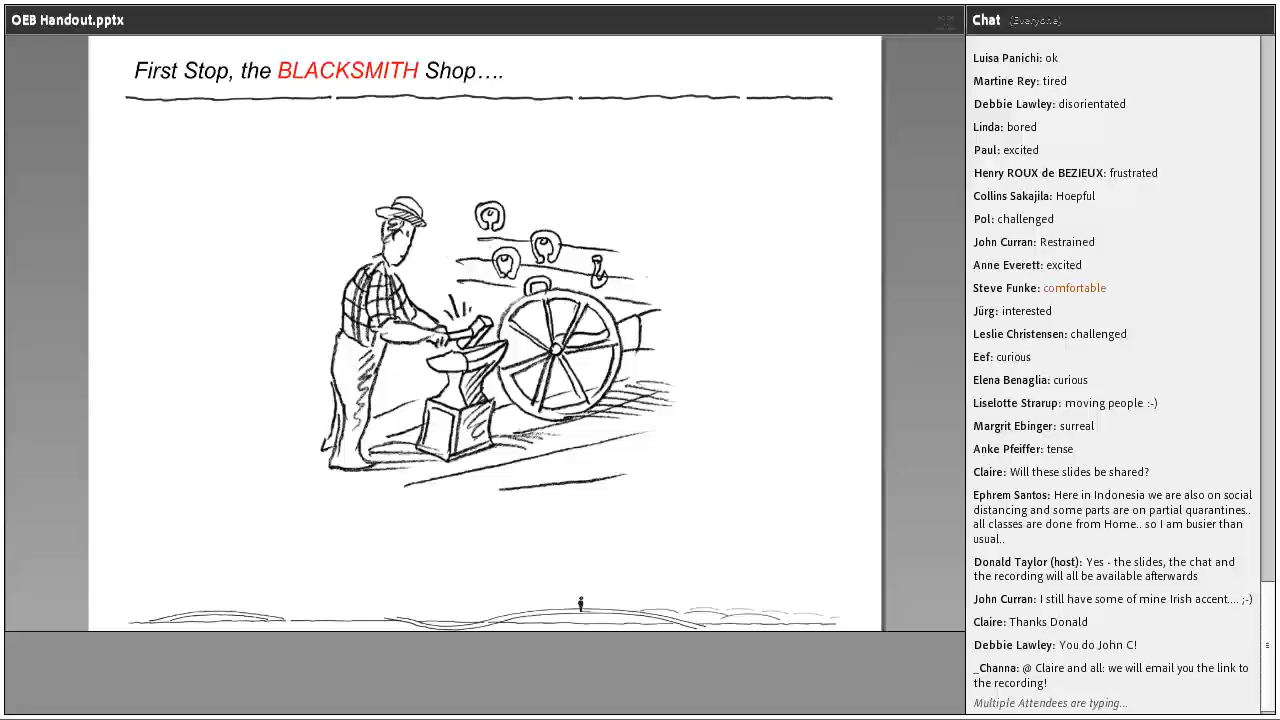 OEB Handout.pptx
First Stop, the BLACKSMITH Shop….
Chat (Everyone)
Luisa Panichi: ok
Martine Rey: tired
Debbie Lawley: disorientated
Linda: bored
Paul: excited
Henry ROUX de BEZIEUX: frustrated
Collins Sakajila: Hoepful
Pol: challenged
John Curran: Restrained
Anne Everett: excited
Steve Funke: comfortable
Jürg: interested
Leslie Christensen: challenged
Eef: curious
Elena Benaglia: curious
Liselotte Strarup: moving people :-)
Margrit Ebinger: surreal
Anke Pfeiffer: tense
Claire: Will these slides be shared?
Ephrem Santos: Here in Indonesia we are also on social
distancing and some parts are on partial quarantines..
all classes are done from Home.. so I am busier than
usual..
Donald Taylor (host): Yes - the slides, the chat and
the recording will all be available afterwards
John Curran: I still have some of mine Irish accent.... ;-)
Claire: Thanks Donald
Debbie Lawley: You do John C!
_Channa: @ Claire and all: we will email you the link to
the recording!
Multiple Attendees are typing...